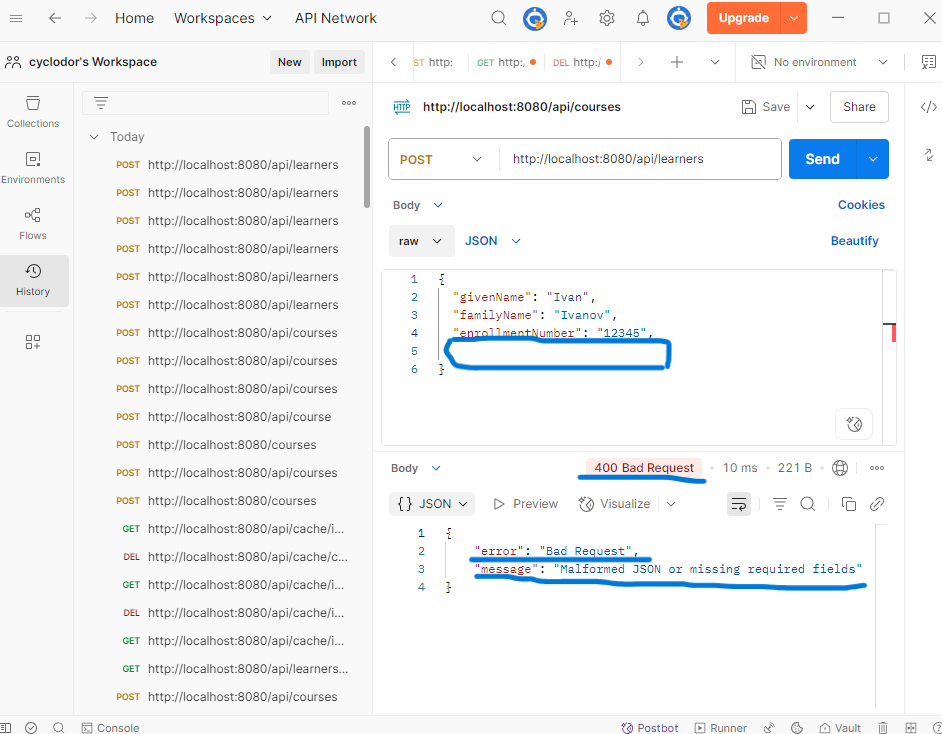 Home Workspaces API Network Upgrade
cyclodor's Workspace New Import
ST http: GET http:/ DEL http:/ No environment
Collections
Environments
Flows
History
Today
POST http://localhost:8080/api/learners
POST http://localhost:8080/api/learners
POST http://localhost:8080/api/learners
POST http://localhost:8080/api/learners
POST http://localhost:8080/api/learners
POST http://localhost:8080/api/learners
POST http://localhost:8080/api/courses
POST http://localhost:8080/api/courses
POST http://localhost:8080/api/courses
POST http://localhost:8080/api/course
POST http://localhost:8080/courses
POST http://localhost:8080/api/courses
POST http://localhost:8080/courses
GET http://localhost:8080/api/cache/i...
DEL http://localhost:8080/api/cache/c...
GET http://localhost:8080/api/cache/i...
DEL http://localhost:8080/api/cache/i...
GET http://localhost:8080/api/cache/i...
GET http://localhost:8080/api/learners...
POST http://localhost:8080/api/courses
HTTP http://localhost:8080/api/courses Save Share
POST http://localhost:8080/api/learners Send
Body Cookies
raw JSON Beautify
1 {
2 "givenName": "Ivan",
3 "familyName": "Ivanov",
4 "enrollmentNumber": "12345",
5
6 }
Body 400 Bad Request 10 ms 221 B
{} JSON Preview Visualize
1 {
2 "error": "Bad Request",
3 "message": "Malformed JSON or missing required fields"
4 }
Console Postbot Runner Vault